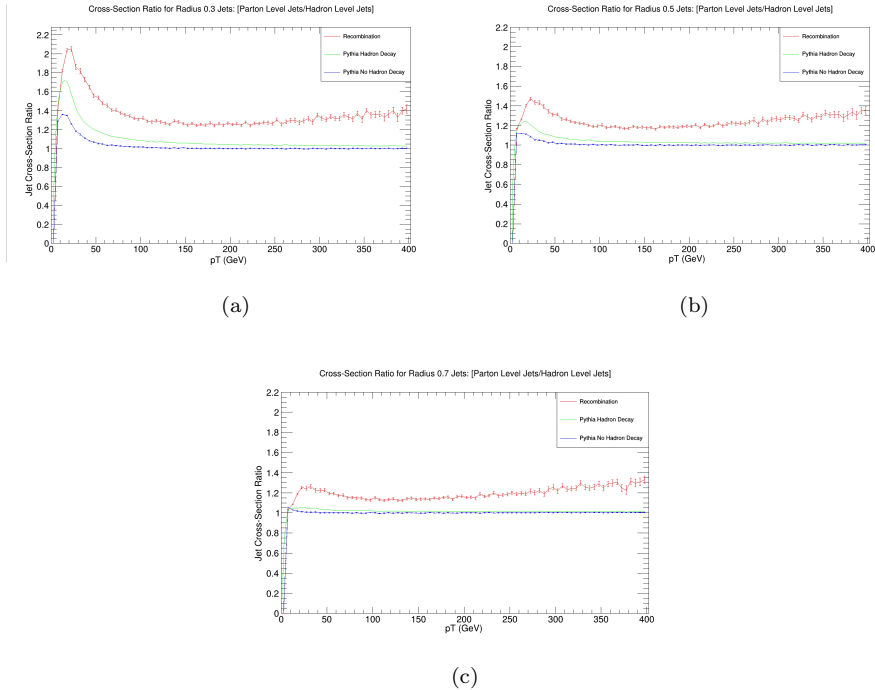 Cross-Section Ratio for Radius 0.3 Jets: [Parton Level Jets/Hadron Level Jets]
Jet Cross-Section Ratio
2.2
2
1.8
1.6
1.4
1.2
1
0.8
0.6
0.4
0.2
0
Recombination
Pythia Hadron Decay
Pythia No Hadron Decay
0 50 100 150 200 250 300 350 400
pT (GeV)
(a)
Cross-Section Ratio for Radius 0.5 Jets: [Parton Level Jets/Hadron Level Jets]
Jet Cross-Section Ratio
2.2
2
1.8
1.6
1.4
1.2
1
0.8
0.6
0.4
0.2
0
Recombination
Pythia Hadron Decay
Pythia No Hadron Decay
0 50 100 150 200 250 300 350 400
pT (GeV)
(b)
Cross-Section Ratio for Radius 0.7 Jets: [Parton Level Jets/Hadron Level Jets]
Jet Cross-Section Ratio
2.2
2
1.8
1.6
1.4
1.2
1
0.8
0.6
0.4
0.2
0
Recombination
Pythia Hadron Decay
Pythia No Hadron Decay
0 50 100 150 200 250 300 350 400
pT (GeV)
(c)